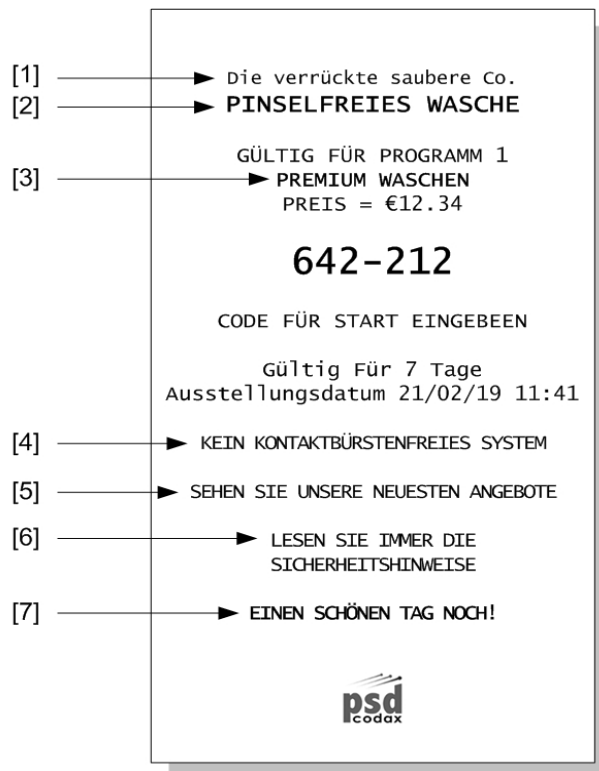 [1] Die verrückte saubere Co.
[2] PINSELFREIES WASCHE
GÜLTIG FÜR PROGRAMM 1
[3] PREMIUM WASCHEN
PREIS = €12.34
642-212
CODE FÜR START EINGEBEEN
Gültig Für 7 Tage
Ausstellungsdatum 21/02/19 11:41
[4] KEIN KONTAKTBÜRSTENFREIES SYSTEM
[5] SEHEN SIE UNSERE NEUESTEN ANGEBOTE
[6] LESEN SIE IMMER DIE
SICHERHEITSHINWEISE
[7] EINEN SCHÖNEN TAG NOCH!
psd
codax